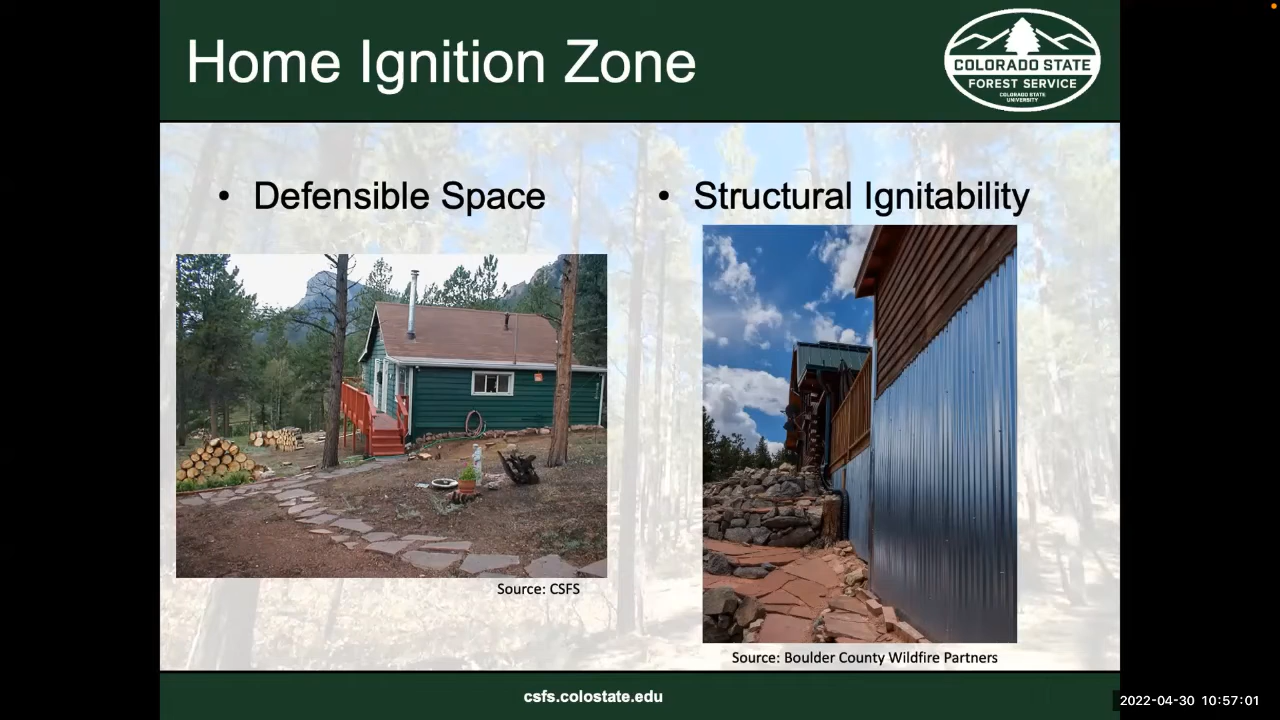 Home Ignition Zone
COLORADO STATE
FOREST SERVICE
COLORADO STATE
UNIVERSITY
• Defensible Space
• Structural Ignitability
Source: CSFS
Source: Boulder County Wildfire Partners
csfs.colostate.edu
2022-04-30 10:57:01